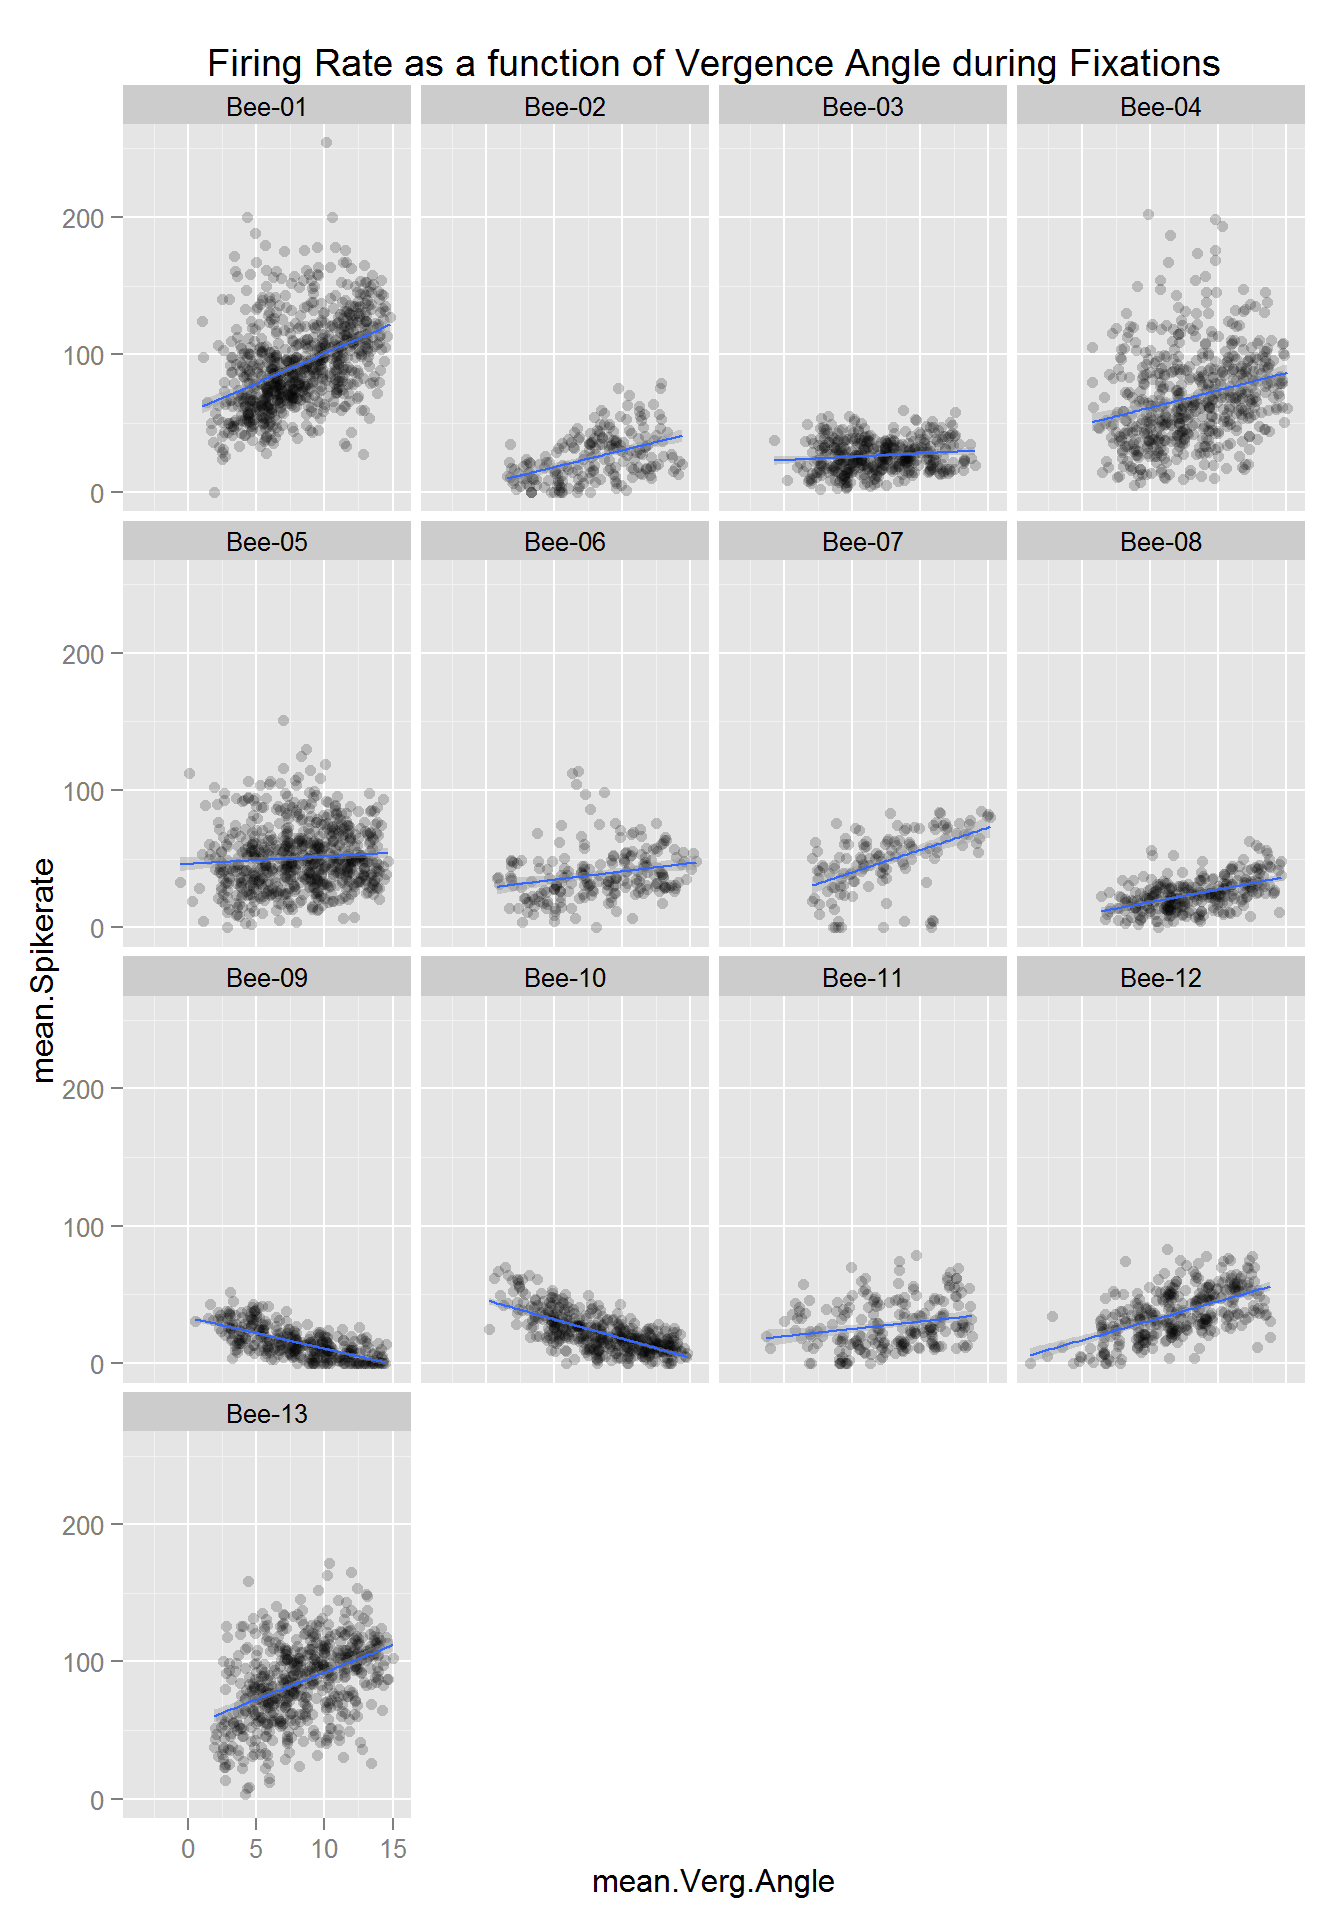 Firing Rate as a function of Vergence Angle during Fixations
Bee-01 Bee-02 Bee-03 Bee-04
200
100
0
Bee-05 Bee-06 Bee-07 Bee-08
200
100
0
mean.Spikerate
Bee-09 Bee-10 Bee-11 Bee-12
200
100
0
Bee-13
200
100
0
0 5 10 15
mean.Verg.Angle